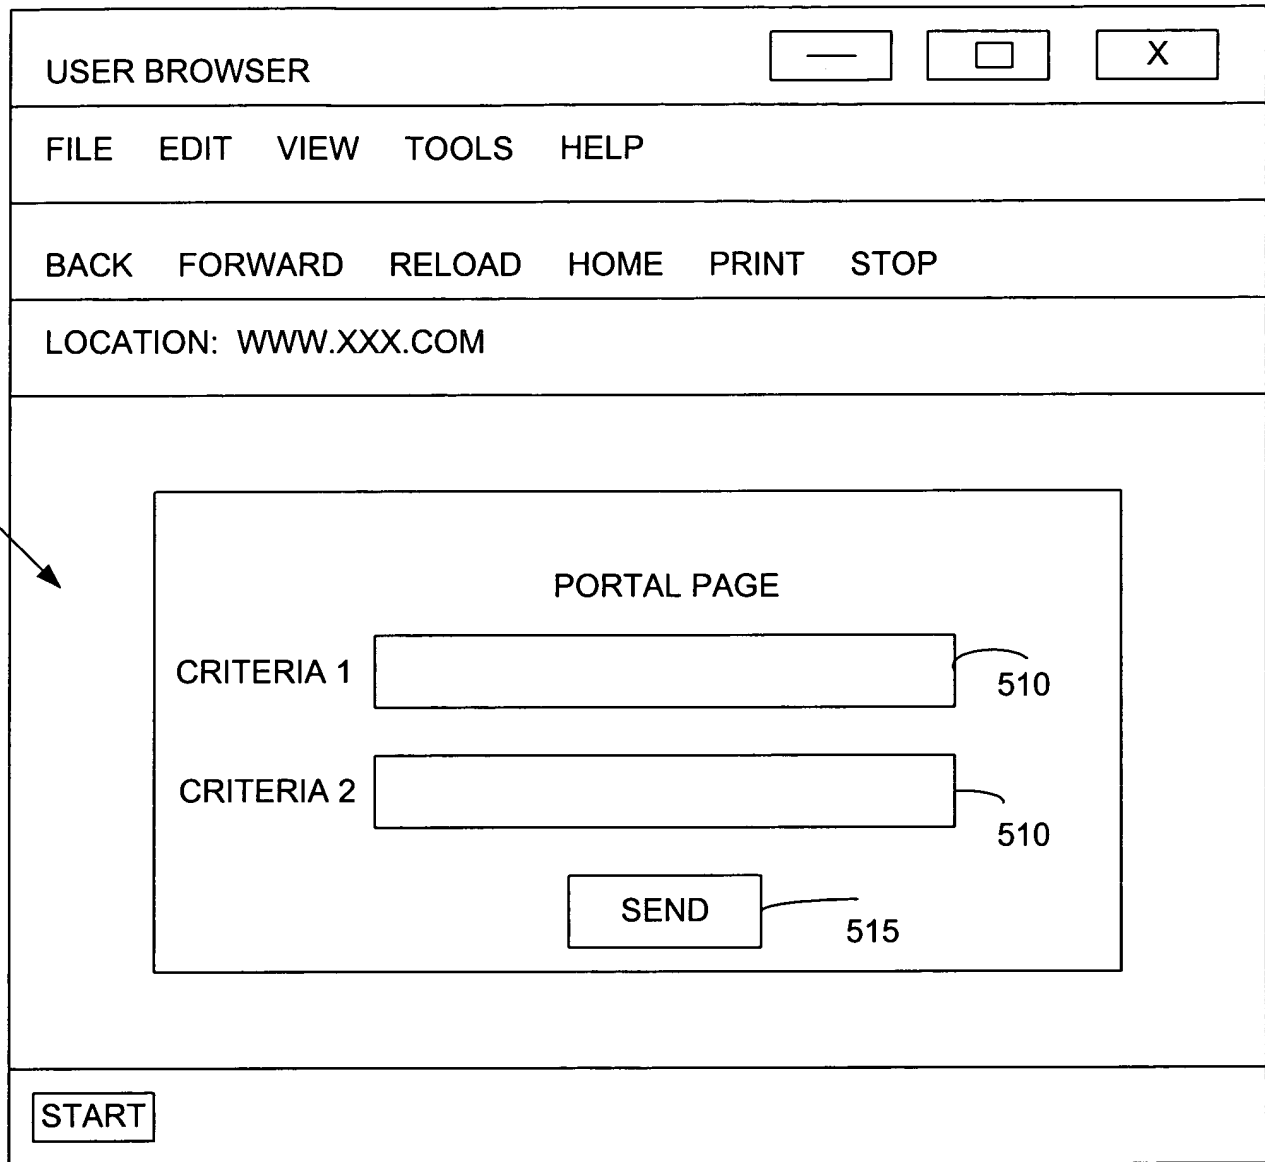 USER BROWSER X
FILE EDIT VIEW TOOLS HELP
BACK FORWARD RELOAD HOME PRINT STOP
LOCATION: WWW.XXX.COM
PORTAL PAGE
CRITERIA 1
510
CRITERIA 2
510
SEND
515
START